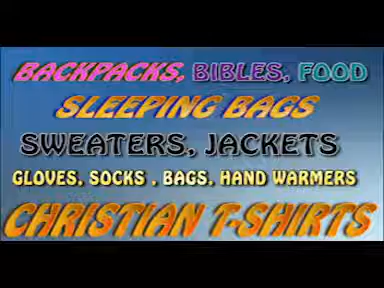 BACKPACKS, BIBLES, FOOD
SLEEPING BAGS
SWEATERS, JACKETS
GLOVES, SOCKS , BAGS, HAND WARMERS
CHRISTIAN T-SHIRTS